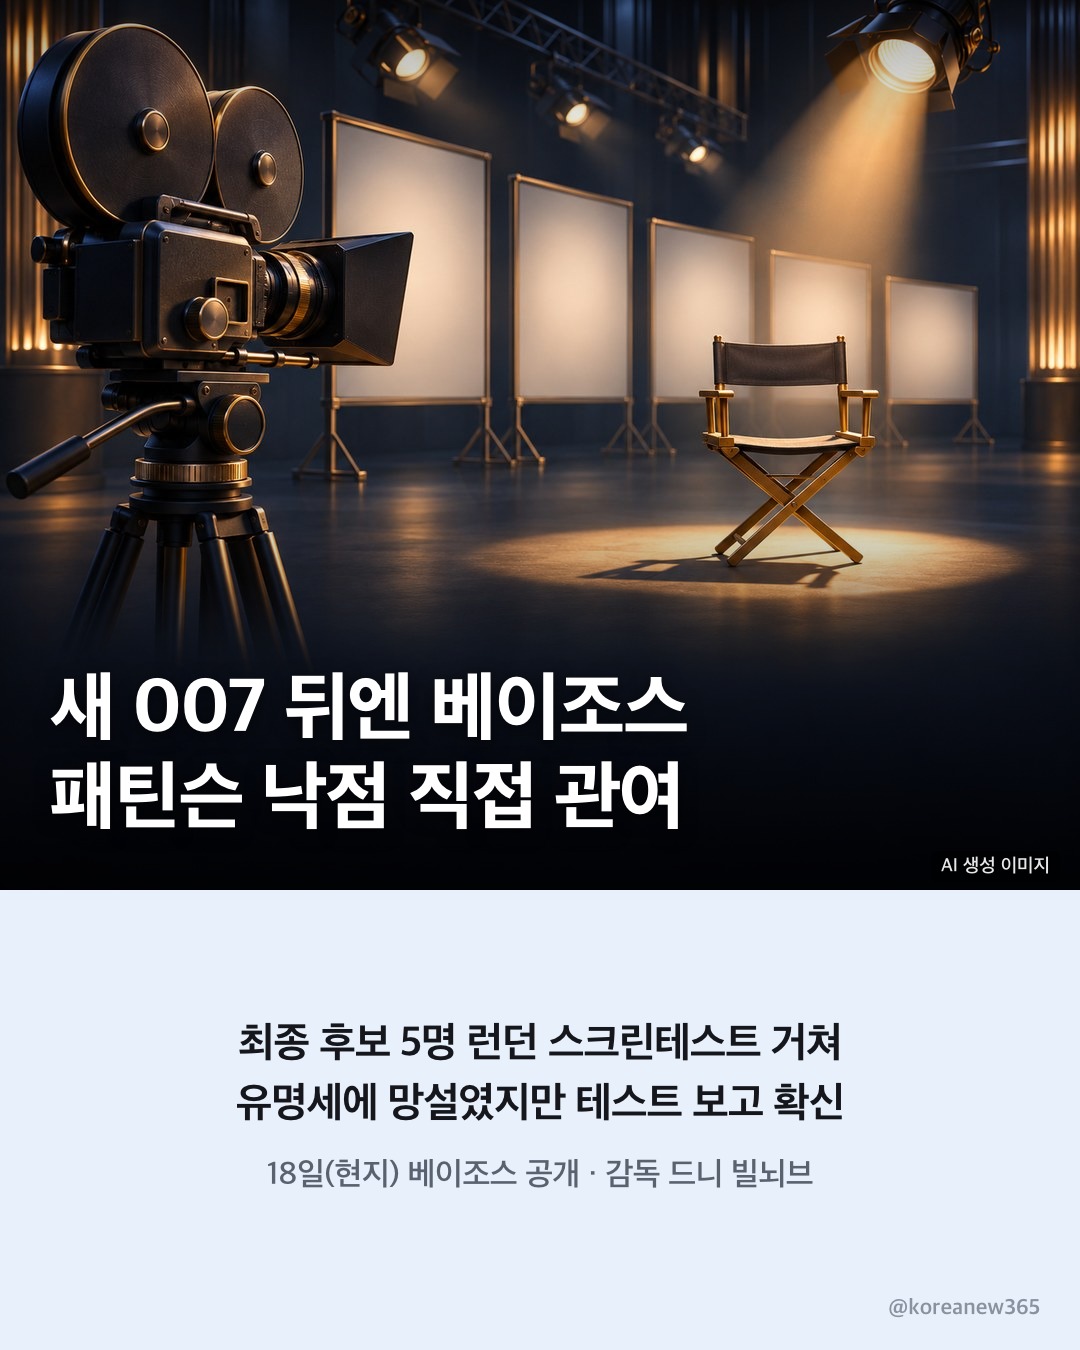 새 007 뒤엔 베이조스
패틴슨 낙점 직접 관여
AI 생성 이미지
최종 후보 5명 런던 스크린테스트 거쳐
유명세에 망설였지만 테스트 보고 확신
18일(현지) 베이조스 공개 · 감독 드니 빌뇌브
@koreanew365